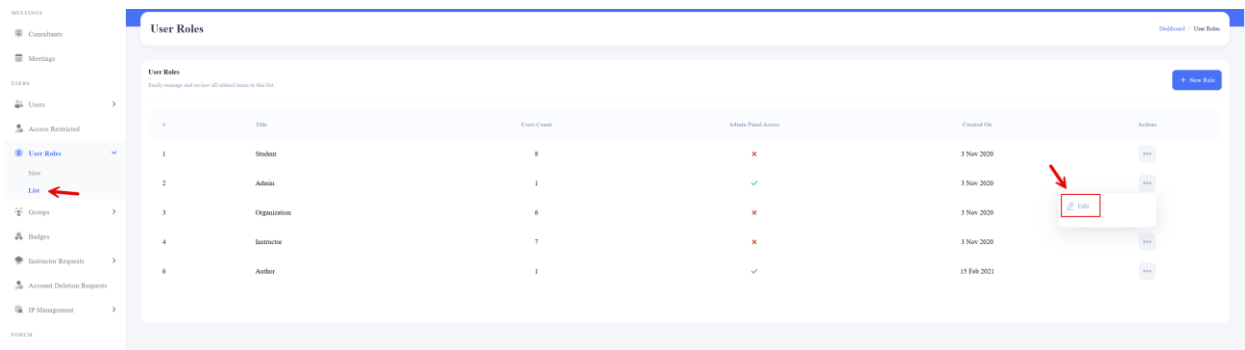 MEETINGS
Consultants
Meetings
USERS
Users
Access Restricted
User Roles
New
List
Groups
Badges
Instructor Requests
Account Deletion Requests
IP Management
FORUM
User Roles
Dashboard / User Roles
User Roles
Easily manage and review all related items in this list.
+ New Role
# Title Users Count Admin Panel Access Created On Actions
1 Student 8 3 Nov 2020
2 Admin 1 3 Nov 2020
Edit
3 Organization 6 3 Nov 2020
4 Instructor 7 3 Nov 2020
6 Author 1 15 Feb 2021